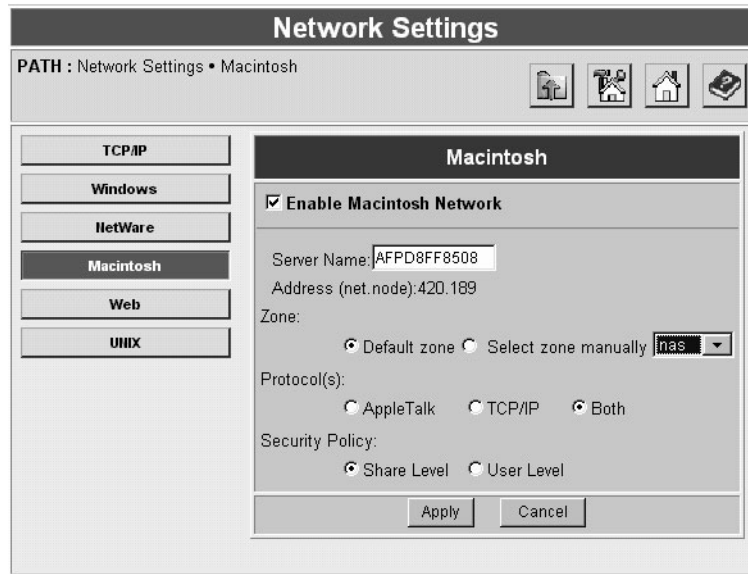 Network Settings
PATH : Network Settings • Macintosh
TCP/IP
Windows
NetWare
Macintosh
Web
UNIX
Macintosh
Enable Macintosh Network
Server Name: AFPD8FF8508
Address (net.node):420.189
Zone:
Default zone Select zone manually nas
Protocol(s):
AppleTalk TCP/IP Both
Security Policy:
Share Level User Level
Apply Cancel